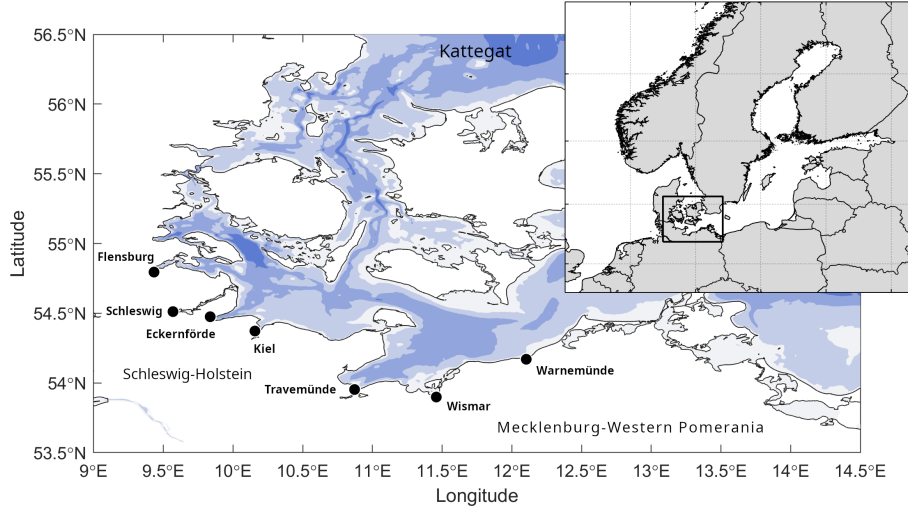 56.5°N
Kattegat
56°N
55.5°N
55°N
Latitude
Flensburg
54.5°N
Schleswig
Eckernförde
Kiel
Schleswig-Holstein
54°N
Travemünde
Warnemünde
Wismar
Mecklenburg-Western Pomerania
53.5°N
9°E 9.5°E 10°E 10.5°E 11°E 11.5°E 12°E 12.5°E 13°E 13.5°E 14°E 14.5°E
Longitude